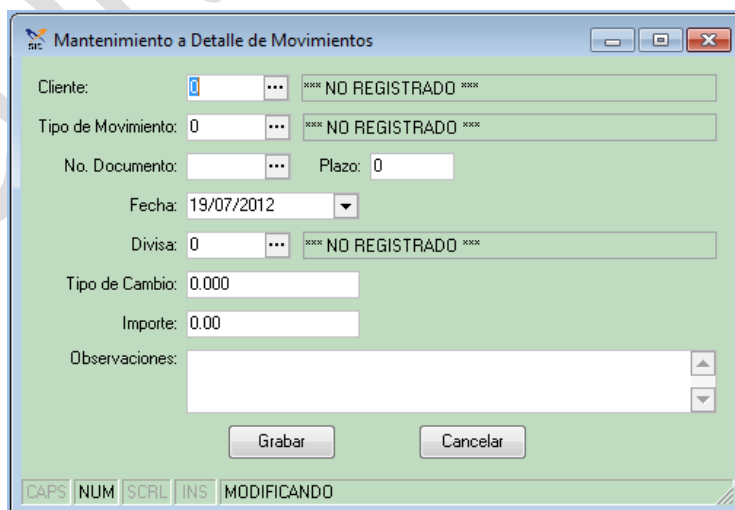 Mantenimiento a Detalle de Movimientos
Cliente: 0 ... *** NO REGISTRADO ***
Tipo de Movimiento: 0 ... *** NO REGISTRADO ***
No. Documento: ... Plazo: 0
Fecha: 19/07/2012
Divisa: 0 ... *** NO REGISTRADO ***
Tipo de Cambio: 0.000
Importe: 0.00
Observaciones:
Grabar Cancelar
CAPS NUM SCRL INS MODIFICANDO